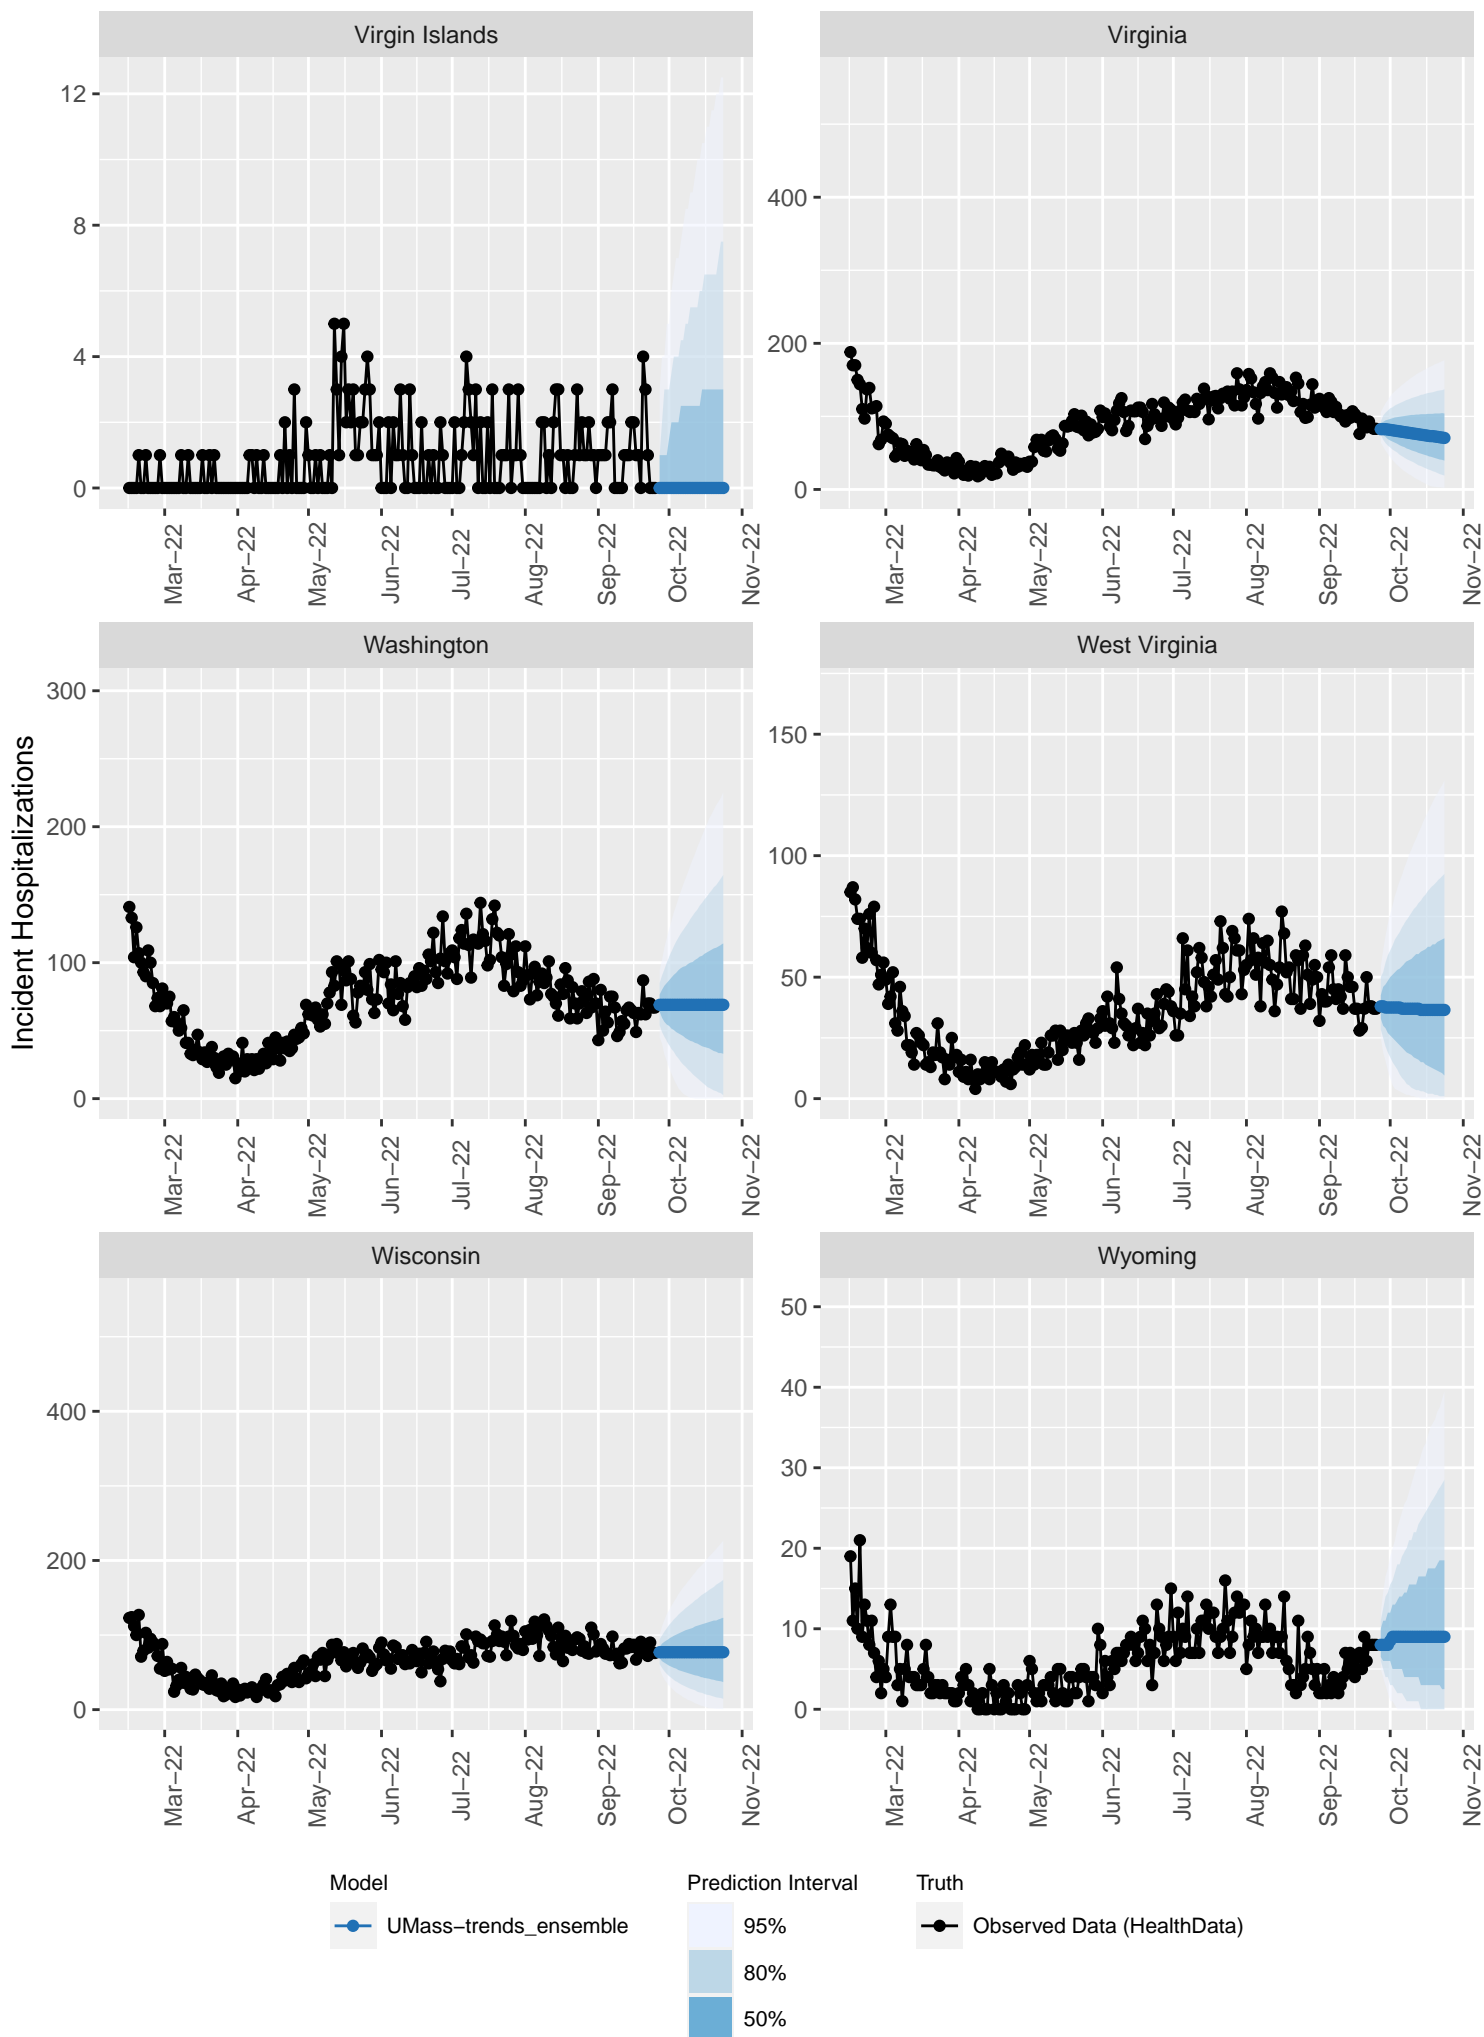 Virgin Islands
Virginia
12
8
4
0
400
200
0
Mar−22
Apr−22
May−22
Jun−22
Jul−22
Aug−22
Sep−22
Oct−22
Nov−22
Mar−22
Apr−22
May−22
Jun−22
Jul−22
Aug−22
Sep−22
Oct−22
Nov−22
Incident Hospitalizations
Washington
West Virginia
300
200
100
0
150
100
50
0
Mar−22
Apr−22
May−22
Jun−22
Jul−22
Aug−22
Sep−22
Oct−22
Nov−22
Mar−22
Apr−22
May−22
Jun−22
Jul−22
Aug−22
Sep−22
Oct−22
Nov−22
Wisconsin
Wyoming
400
200
0
50
40
30
20
10
0
Mar−22
Apr−22
May−22
Jun−22
Jul−22
Aug−22
Sep−22
Oct−22
Nov−22
Mar−22
Apr−22
May−22
Jun−22
Jul−22
Aug−22
Sep−22
Oct−22
Nov−22
Model
UMass−trends_ensemble
Prediction Interval
95%
80%
50%
Truth
Observed Data (HealthData)